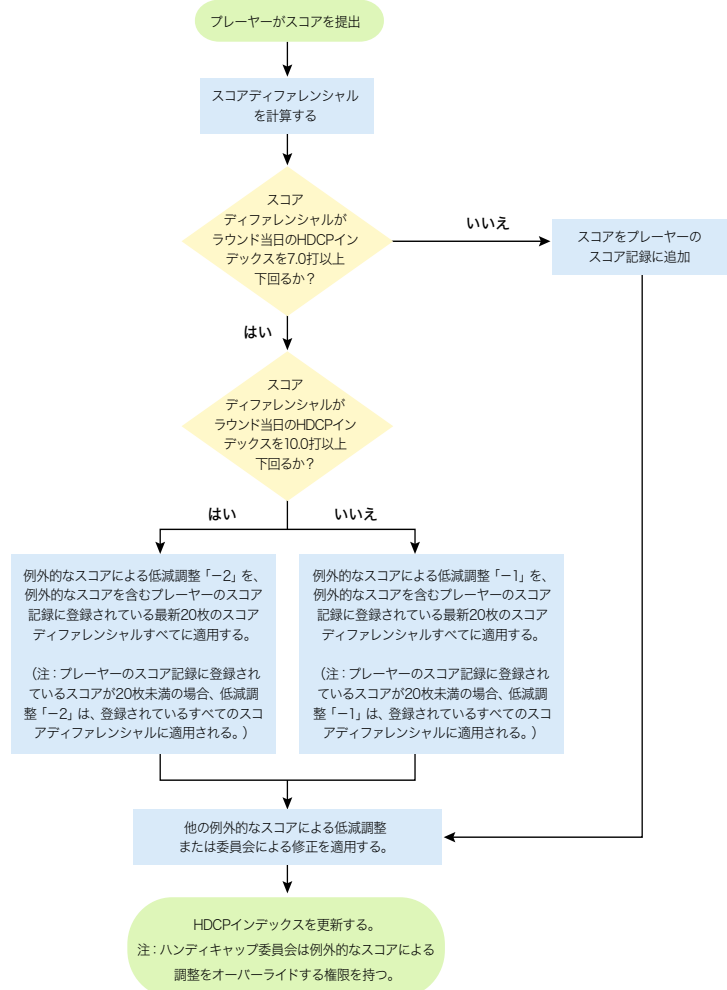 プレーヤーがスコアを提出
スコアディファレンシャル
を計算する
スコア
ディファレンシャルが
ラウンド当日のHDCPイン
デックスを7.0打以上
下回るか？
いいえ
スコアをプレーヤーの
スコア記録に追加
はい
スコア
ディファレンシャルが
ラウンド当日のHDCPイン
デックスを10.0打以上
下回るか？
はい
いいえ
例外的なスコアによる低減調整「－2」を、
例外的なスコアを含むプレーヤーのスコア
記録に登録されている最新20枚のスコア
ディファレンシャルすべてに適用する。
（注：プレーヤーのスコア記録に登録され
ているスコアが20枚未満の場合、低減調
整「－2」は、登録されているすべてのスコ
アディファレンシャルに適用される。）
例外的なスコアによる低減調整「－1」を、
例外的なスコアを含むプレーヤーのスコア
記録に登録されている最新20枚のスコア
ディファレンシャルすべてに適用する。
（注：プレーヤーのスコア記録に登録され
ているスコアが20枚未満の場合、低減調
整「－1」は、登録されているすべてのスコ
アディファレンシャルに適用される。）
他の例外的なスコアによる低減調整
または委員会による修正を適用する。
HDCPインデックスを更新する。
注：ハンディキャップ委員会は例外的なスコアによる
調整をオーバーライドする権限を持つ。